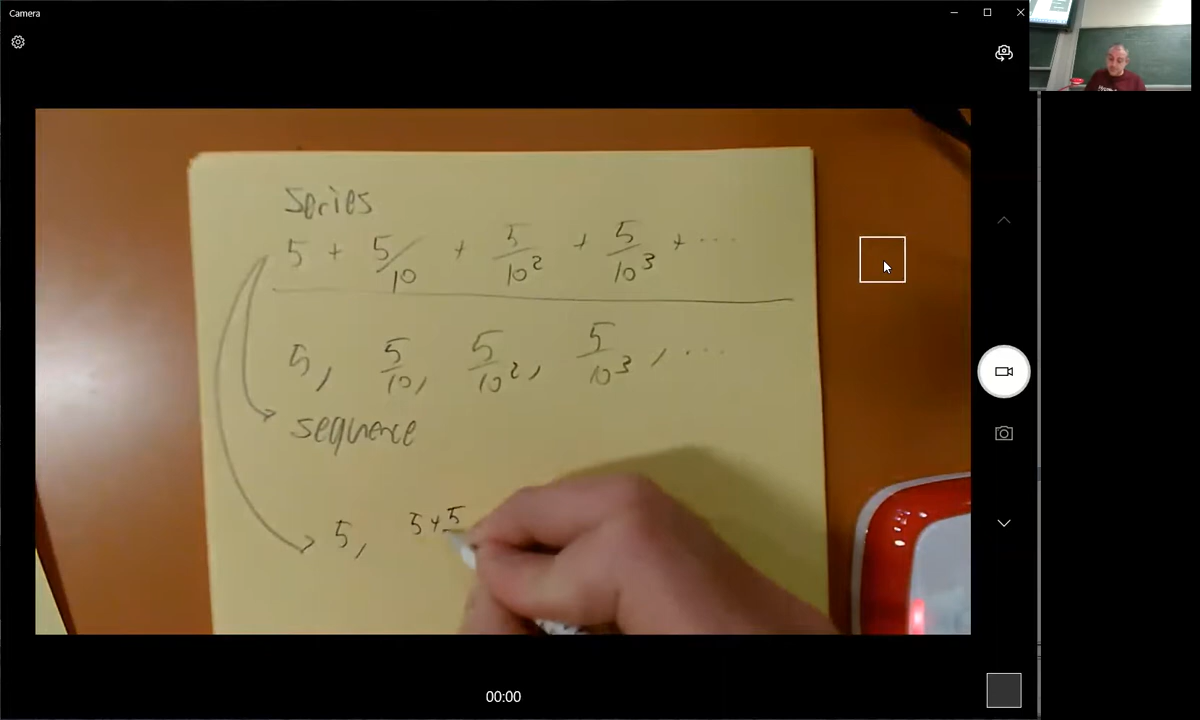 Camera
Series
5 + 5/10 + 5/10² + 5/10³ + ...
5, 5/10, 5/10², 5/10³, ...
sequence
5, 5+5
00:00